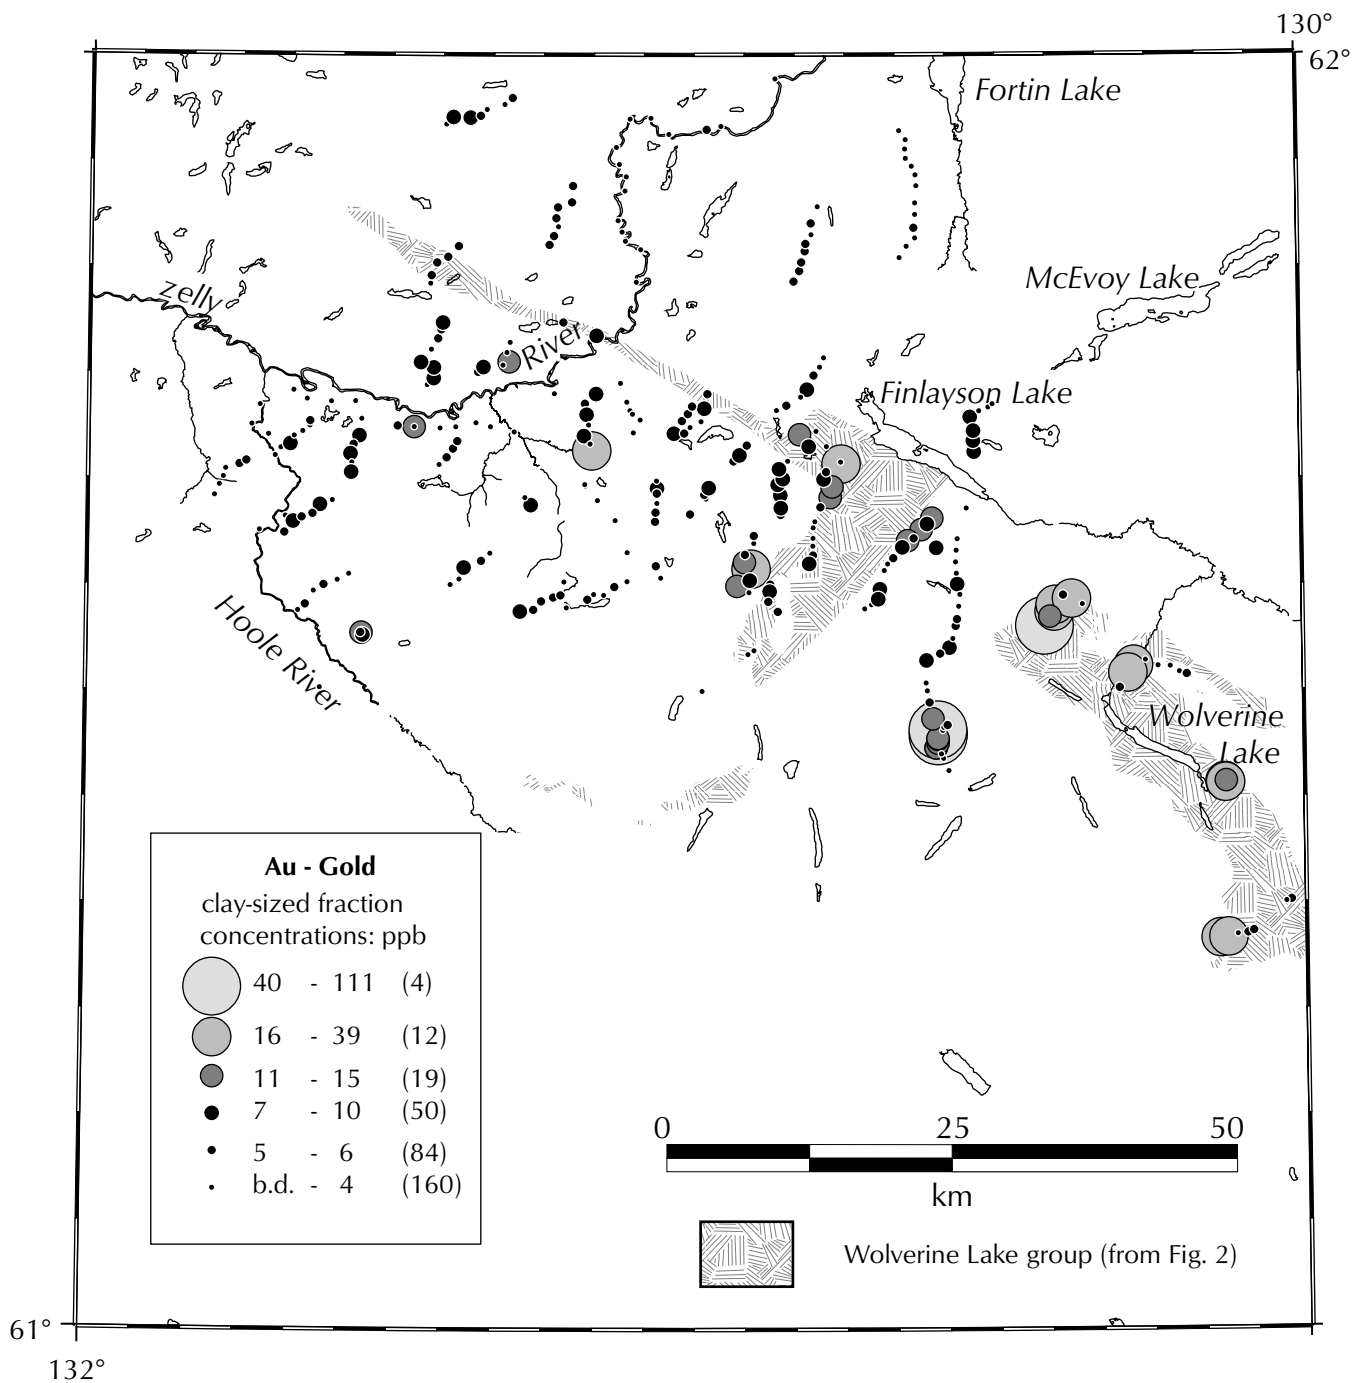 130°
62°
Fortin Lake
McEvoy Lake
zelly
River
Finlayson Lake
Hoole River
Wolverine
Lake
Au - Gold
clay-sized fraction
concentrations: ppb
40 - 111 (4)
16 - 39 (12)
11 - 15 (19)
7 - 10 (50)
5 - 6 (84)
b.d. - 4 (160)
0 25 50
km
Wolverine Lake group (from Fig. 2)
61°
132°